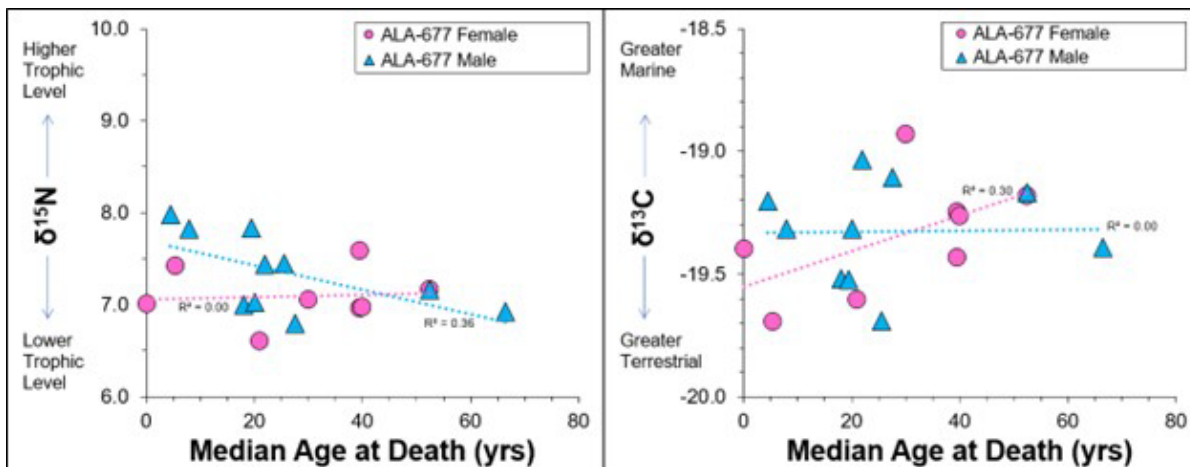 10.0
9.0
8.0
7.0
6.0
Higher
Trophic
Level
δ¹⁵N
Lower
Trophic
Level
ALA-677 Female
ALA-677 Male
R² = 0.00
R² = 0.36
0 20 40 60 80
Median Age at Death (yrs)
-18.5
-19.0
-19.5
-20.0
Greater
Marine
δ¹³C
Greater
Terrestrial
ALA-677 Female
ALA-677 Male
R² = 0.30
R² = 0.00
0 20 40 60 80
Median Age at Death (yrs)